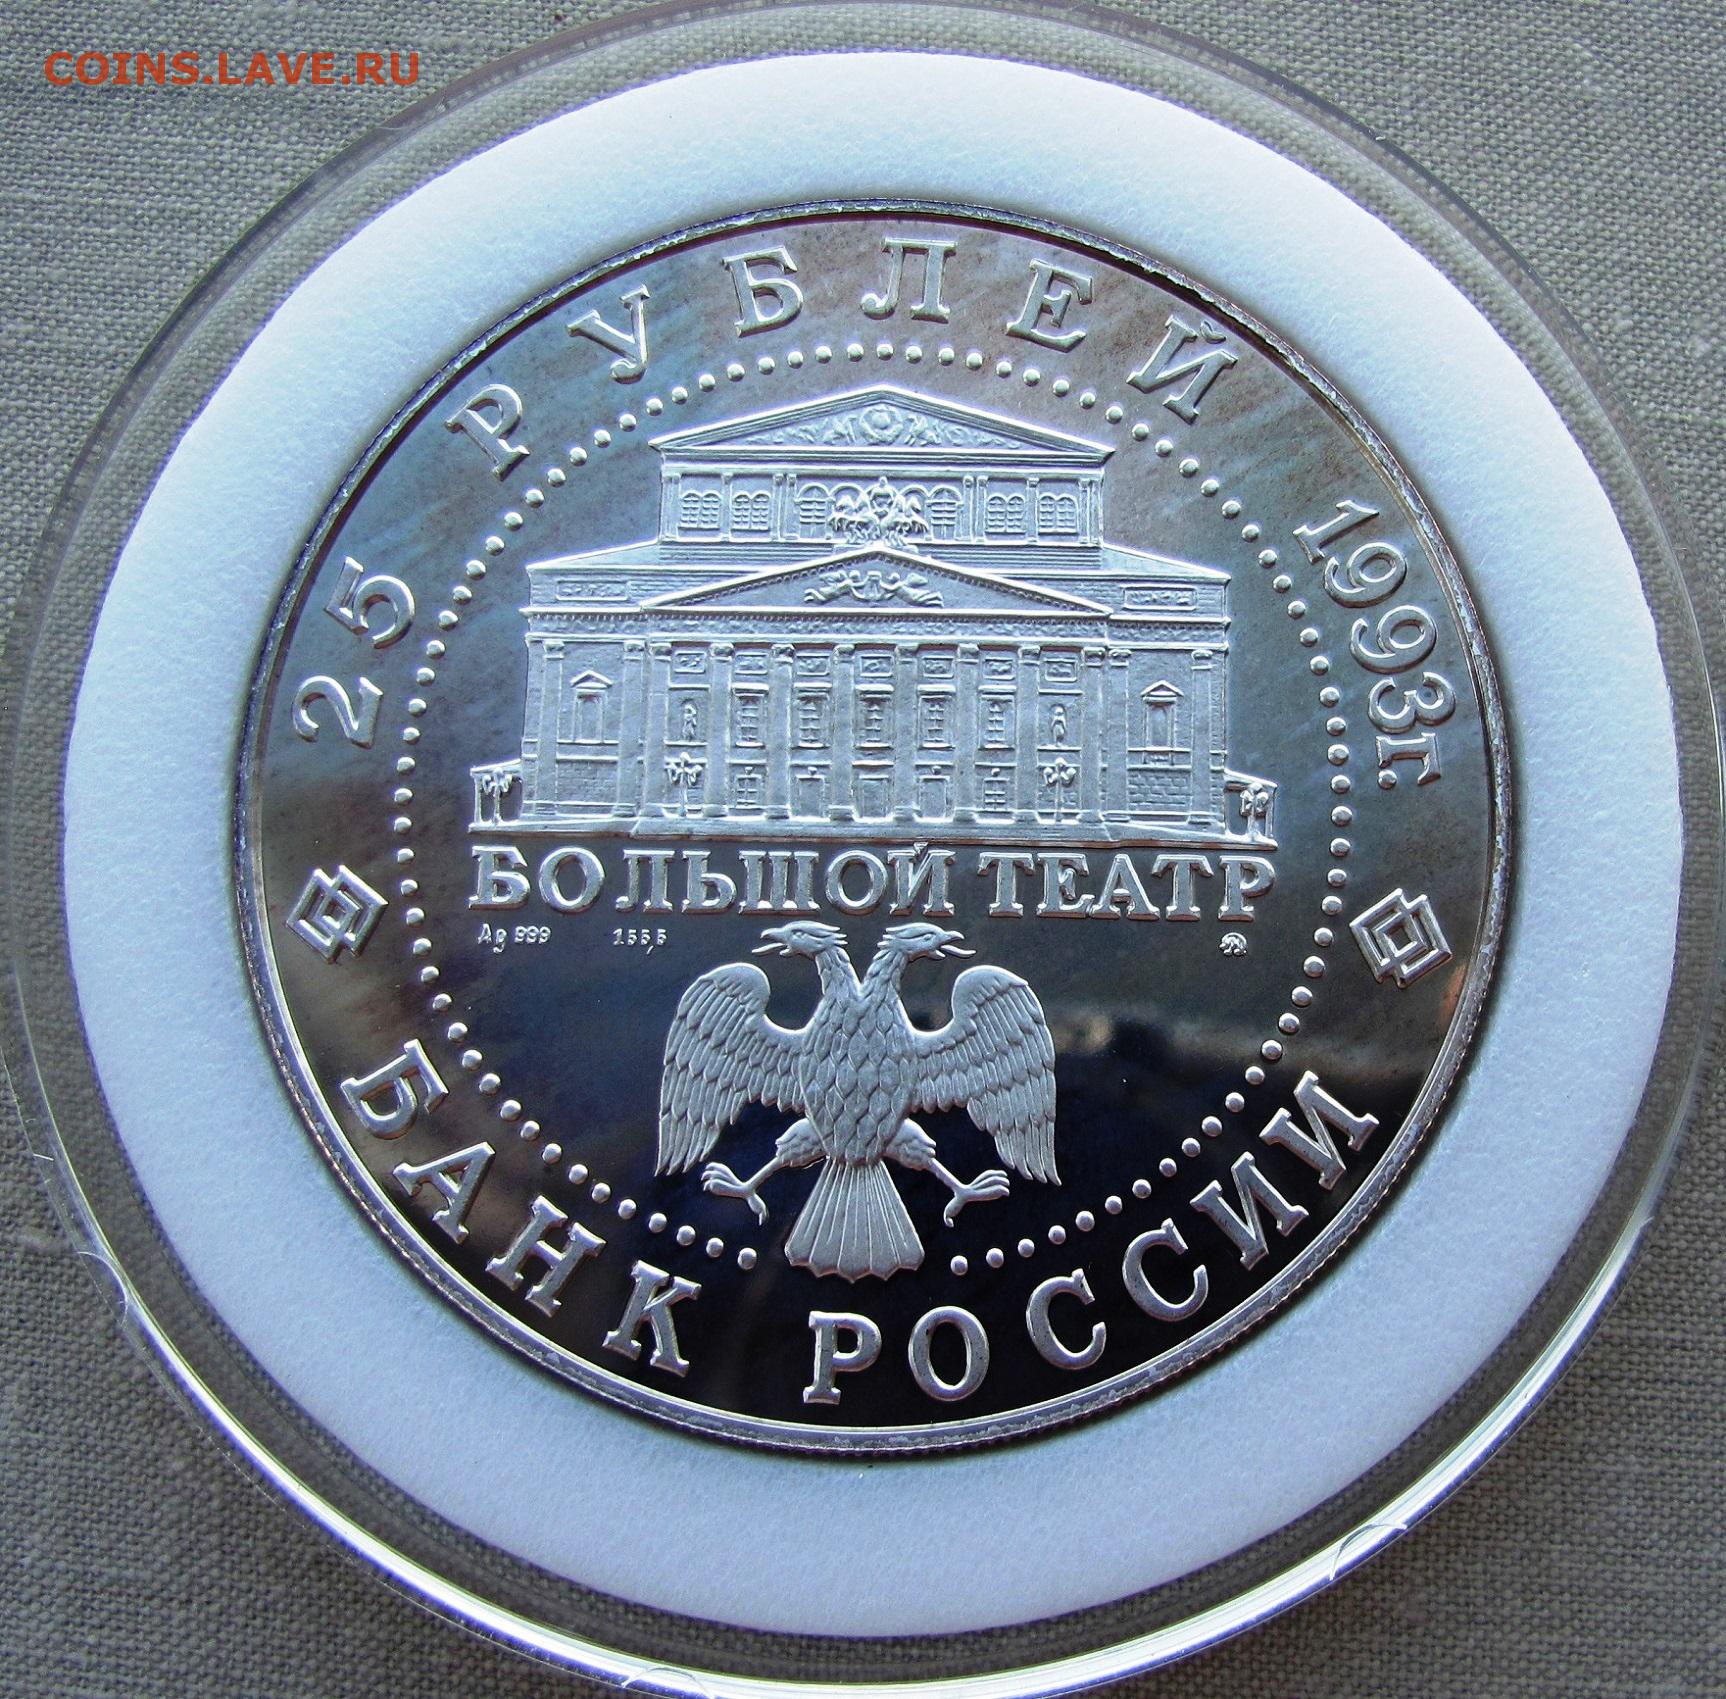 COINS.LAVE.RU
25 РУБЛЕЙ 1993г.
БОЛЬШОЙ ТЕАТР
Ag 999 155,5
БАНК РОССИИ